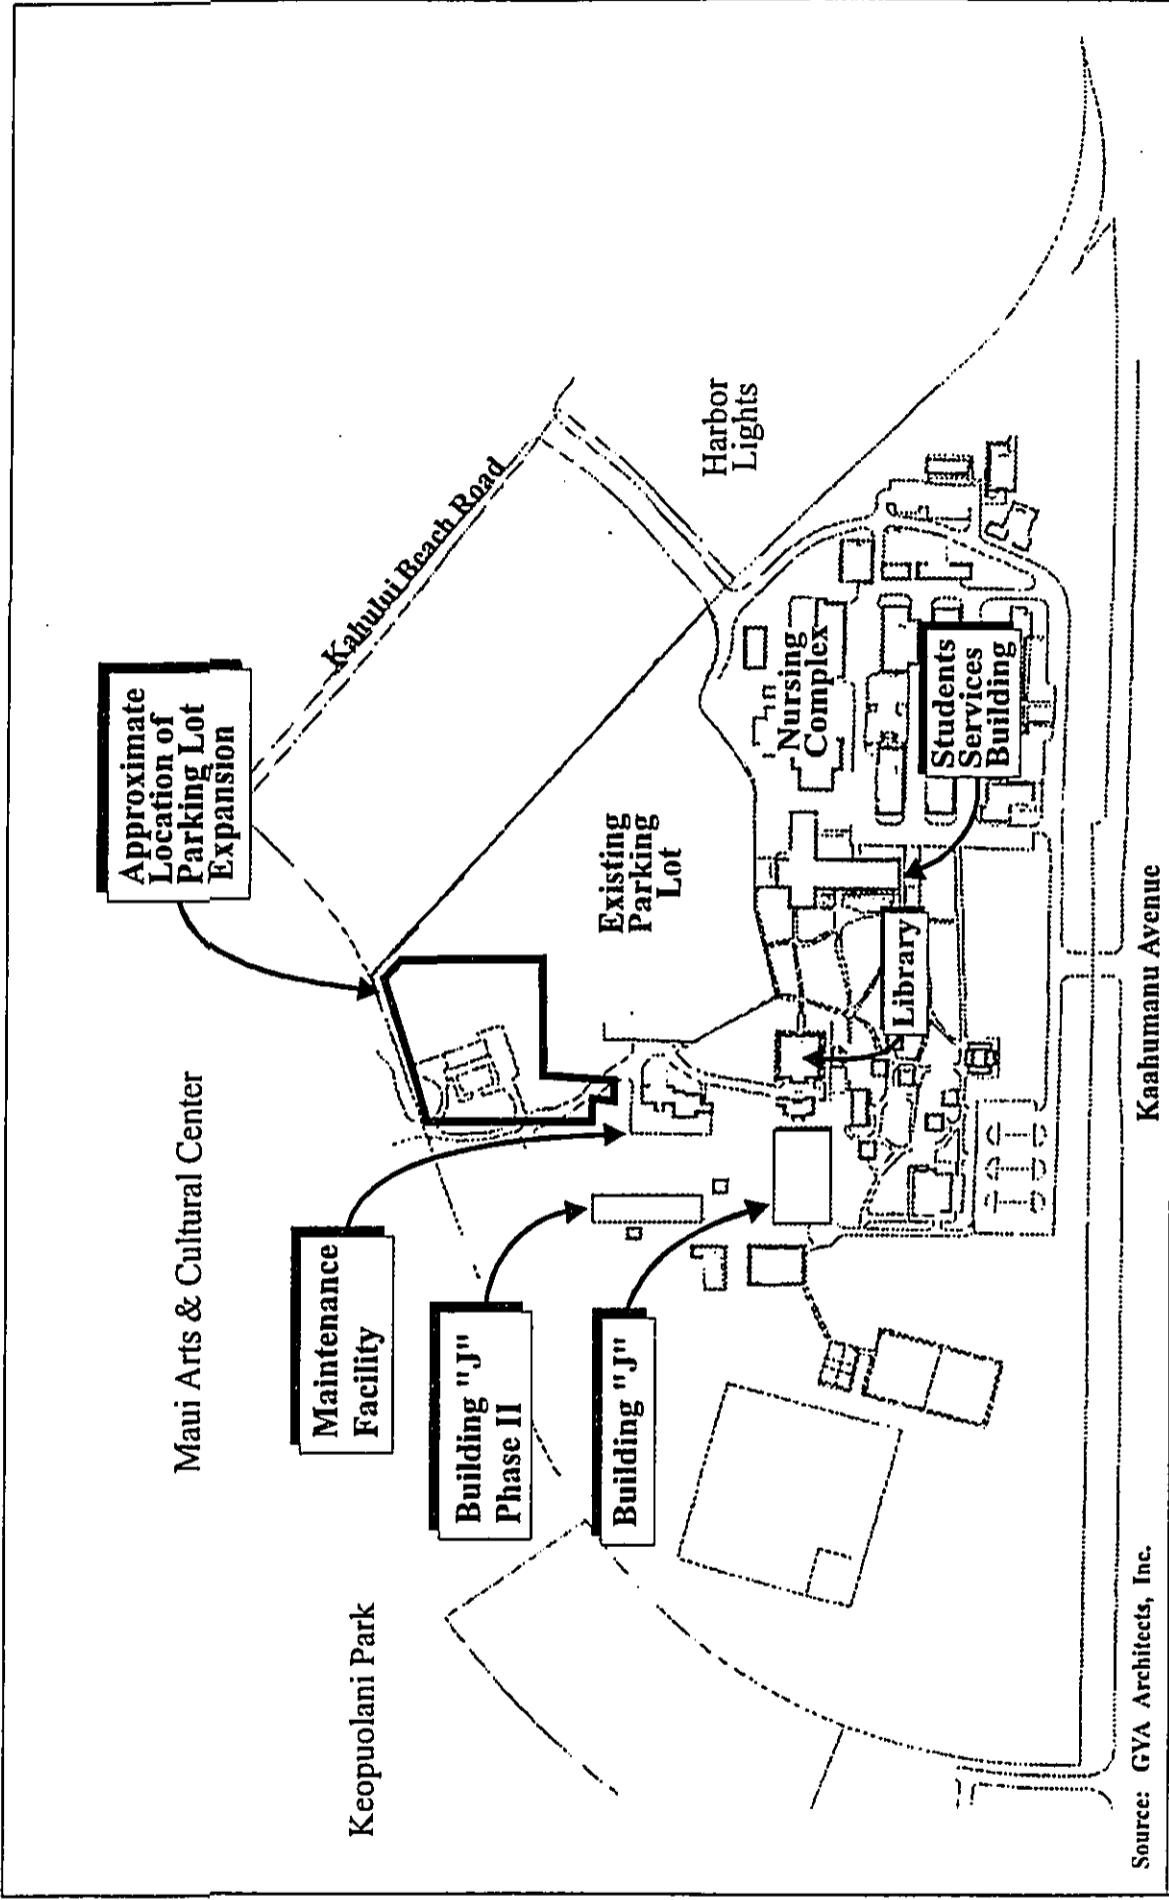 Maui Arts & Cultural Center
Approximate
Location of
Parking Lot
Expansion
Kahului Beach Road
Keopuolani Park
Maintenance
Facility
Building "J"
Phase II
Building "J"
Existing
Parking
Lot
Harbor
Lights
Nursing
Complex
Library
Students
Services
Building
Kaahumanu Avenue
Source: GYA Architects, Inc.